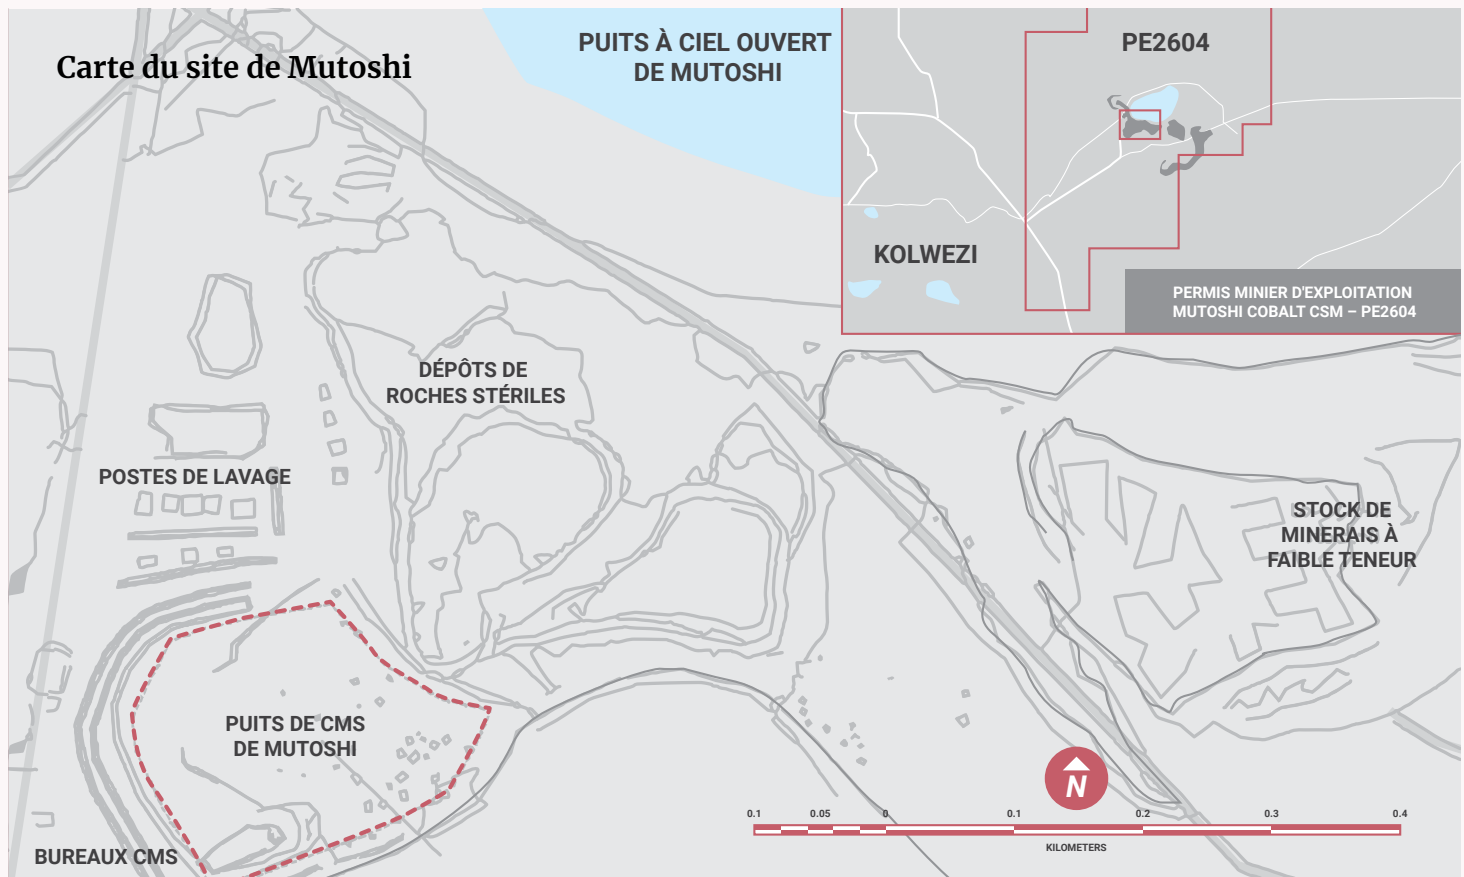 Carte du site de Mutoshi
PUITS À CIEL OUVERT
DE MUTOSHI
PE2604
KOLWEZI
PERMIS MINIER D'EXPLOITATION
MUTOSHI COBALT CSM – PE2604
DÉPÔTS DE
ROCHES STÉRILES
POSTES DE LAVAGE
STOCK DE
MINERAIS À
FAIBLE TENEUR
PUITS DE CMS
DE MUTOSHI
BUREAUX CMS
N
0.1 0.05 0 0.1 0.2 0.3 0.4
KILOMETERS